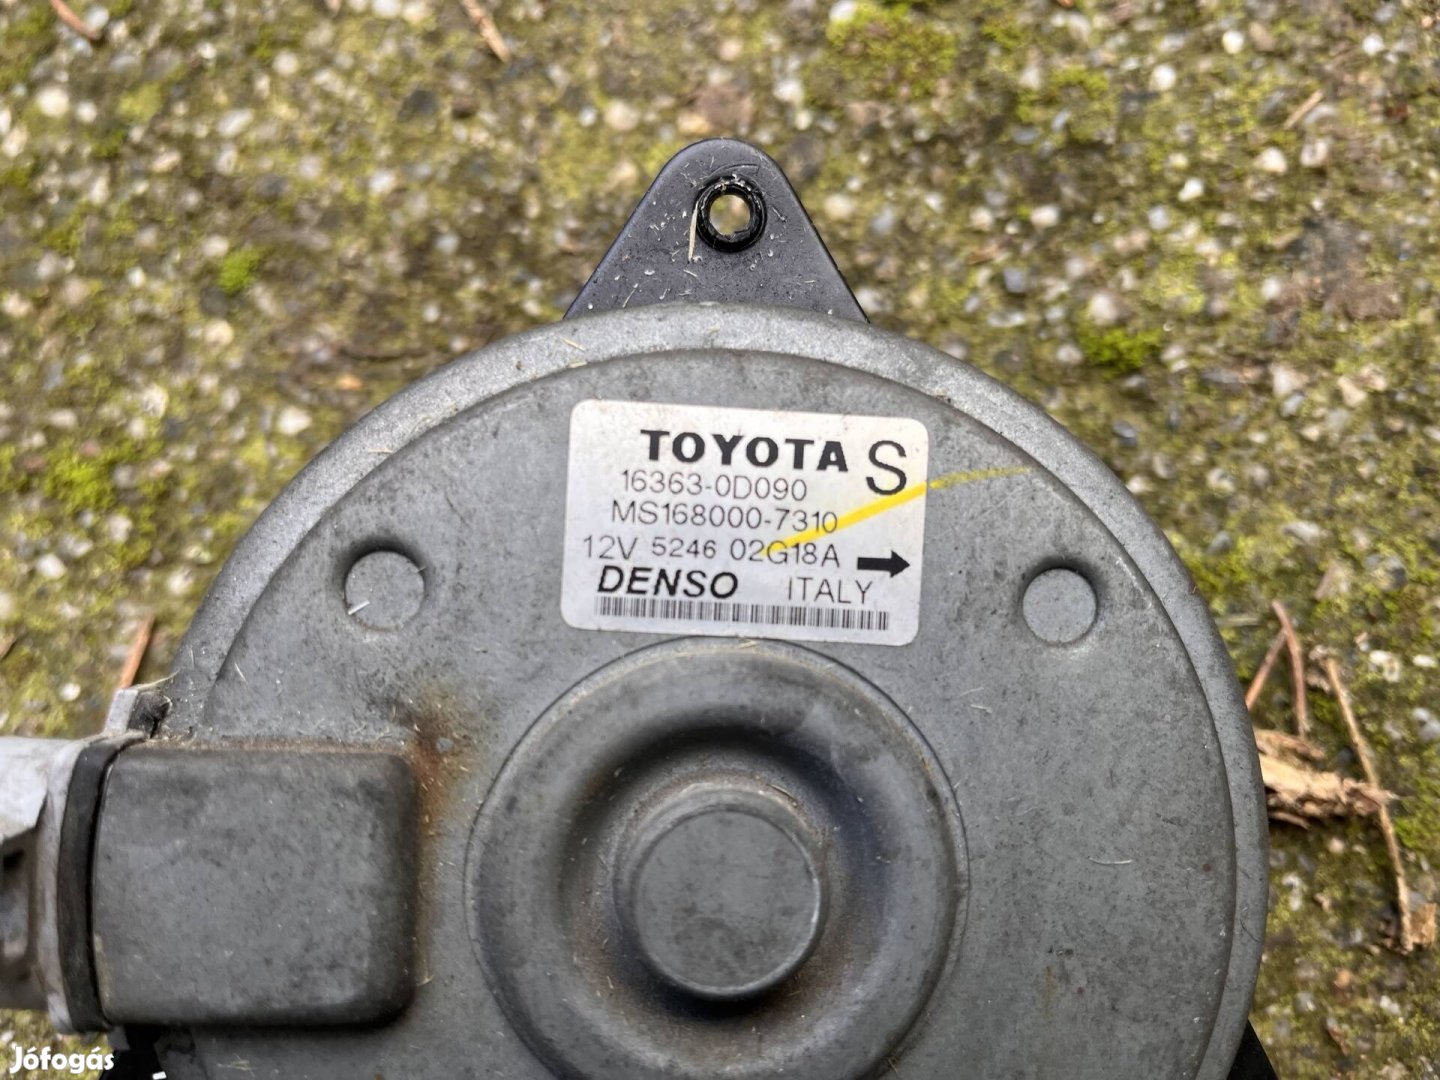 TOYOTA S
16363-0D090
MS168000-7310
12V 5246 02G18A
DENSO ITALY
Jófogás